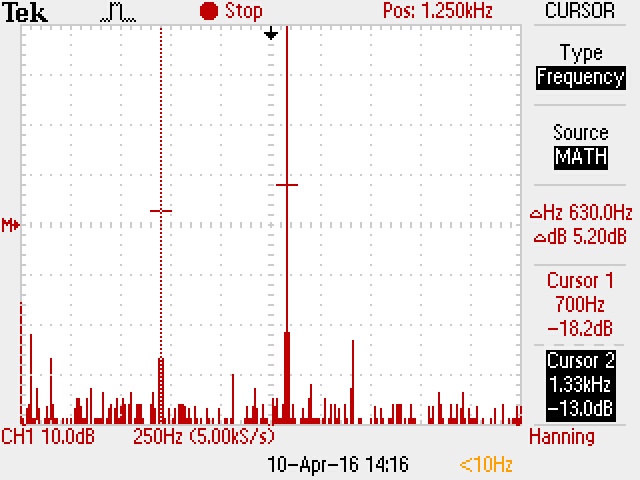 Tek Stop Pos: 1.250kHz CURSOR
Type
Frequency
Source
MATH
M
△Hz 630.0Hz
△dB 5.20dB
Cursor 1
700Hz
-18.2dB
Cursor 2
1.33kHz
-13.0dB
CH1 10.0dB 250Hz (5.00kS/s) Hanning
10-Apr-16 14:16 <10Hz